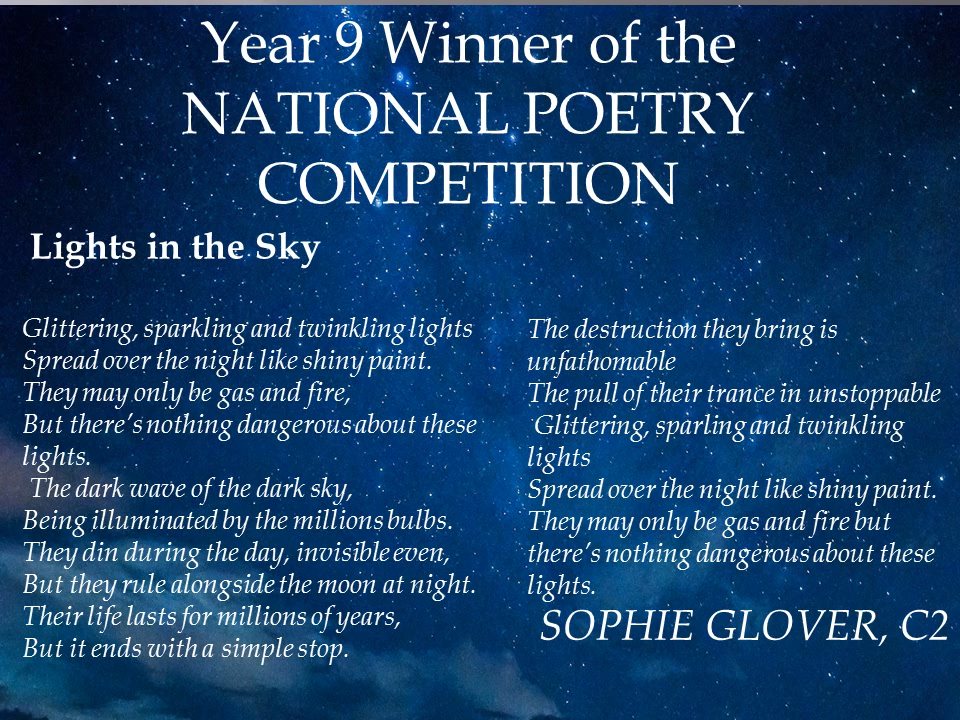 Year 9 Winner of the
NATIONAL POETRY
COMPETITION
Lights in the Sky
Glittering, sparkling and twinkling lights
Spread over the night like shiny paint.
They may only be gas and fire,
But there's nothing dangerous about these
lights.
The dark wave of the dark sky,
Being illuminated by the millions bulbs.
They din during the day, invisible even,
But they rule alongside the moon at night.
Their life lasts for millions of years,
But it ends with a simple stop.
The destruction they bring is
unfathomable
The pull of their trance in unstoppable
Glittering, sparling and twinkling
lights
Spread over the night like shiny paint.
They may only be gas and fire but
there's nothing dangerous about these
lights.
SOPHIE GLOVER, C2